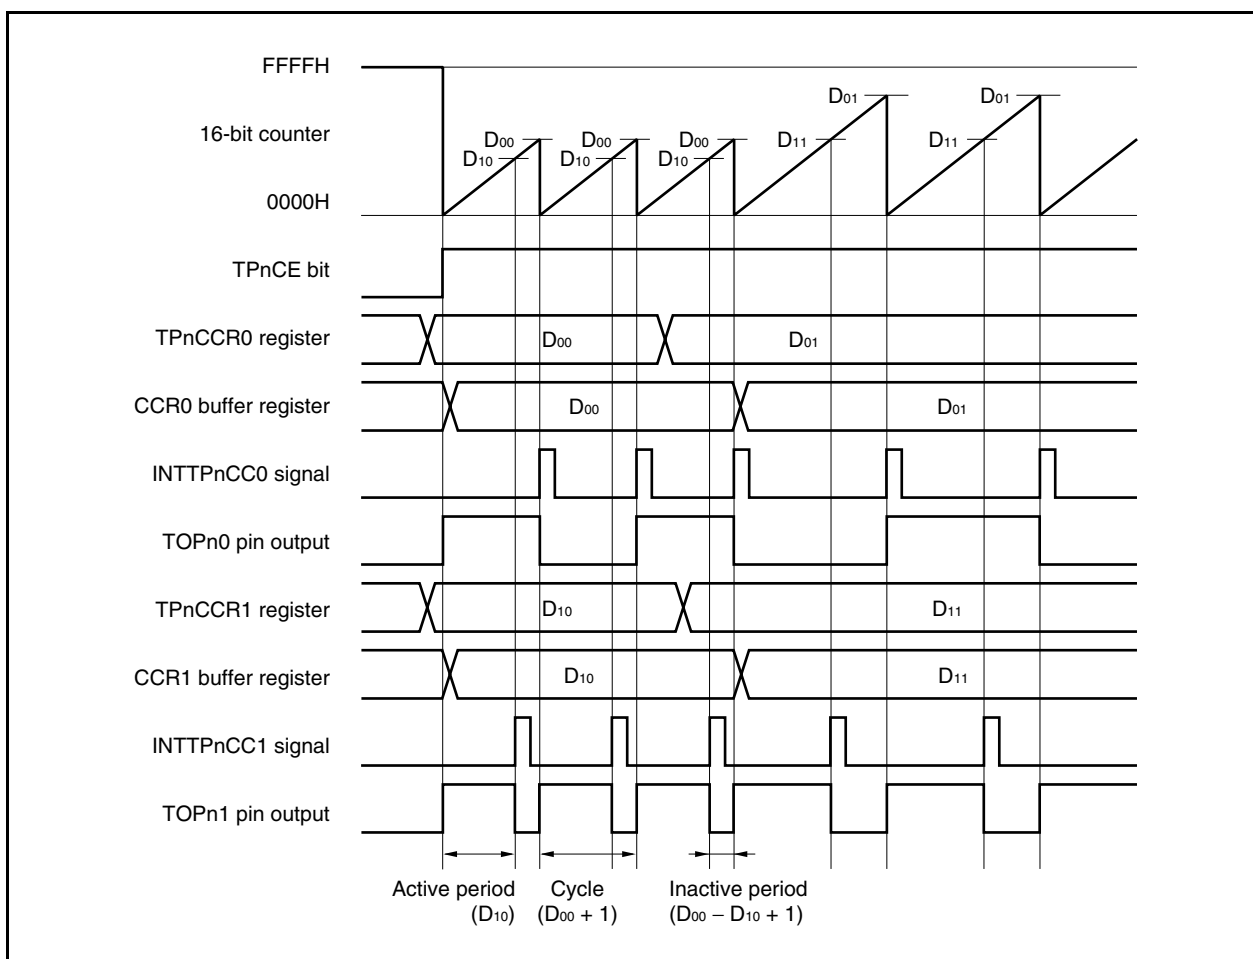 FFFFH
D01 D01
16-bit counter D00 D00 D00 D11 D11
D10 D10 D10
0000H
TPnCE bit
TPnCCR0 register D00 D01
CCR0 buffer register D00 D01
INTTPnCC0 signal
TOPn0 pin output
TPnCCR1 register D10 D11
CCR1 buffer register D10 D11
INTTPnCC1 signal
TOPn1 pin output
Active period Cycle Inactive period
(D10) (D00 + 1) (D00 − D10 + 1)